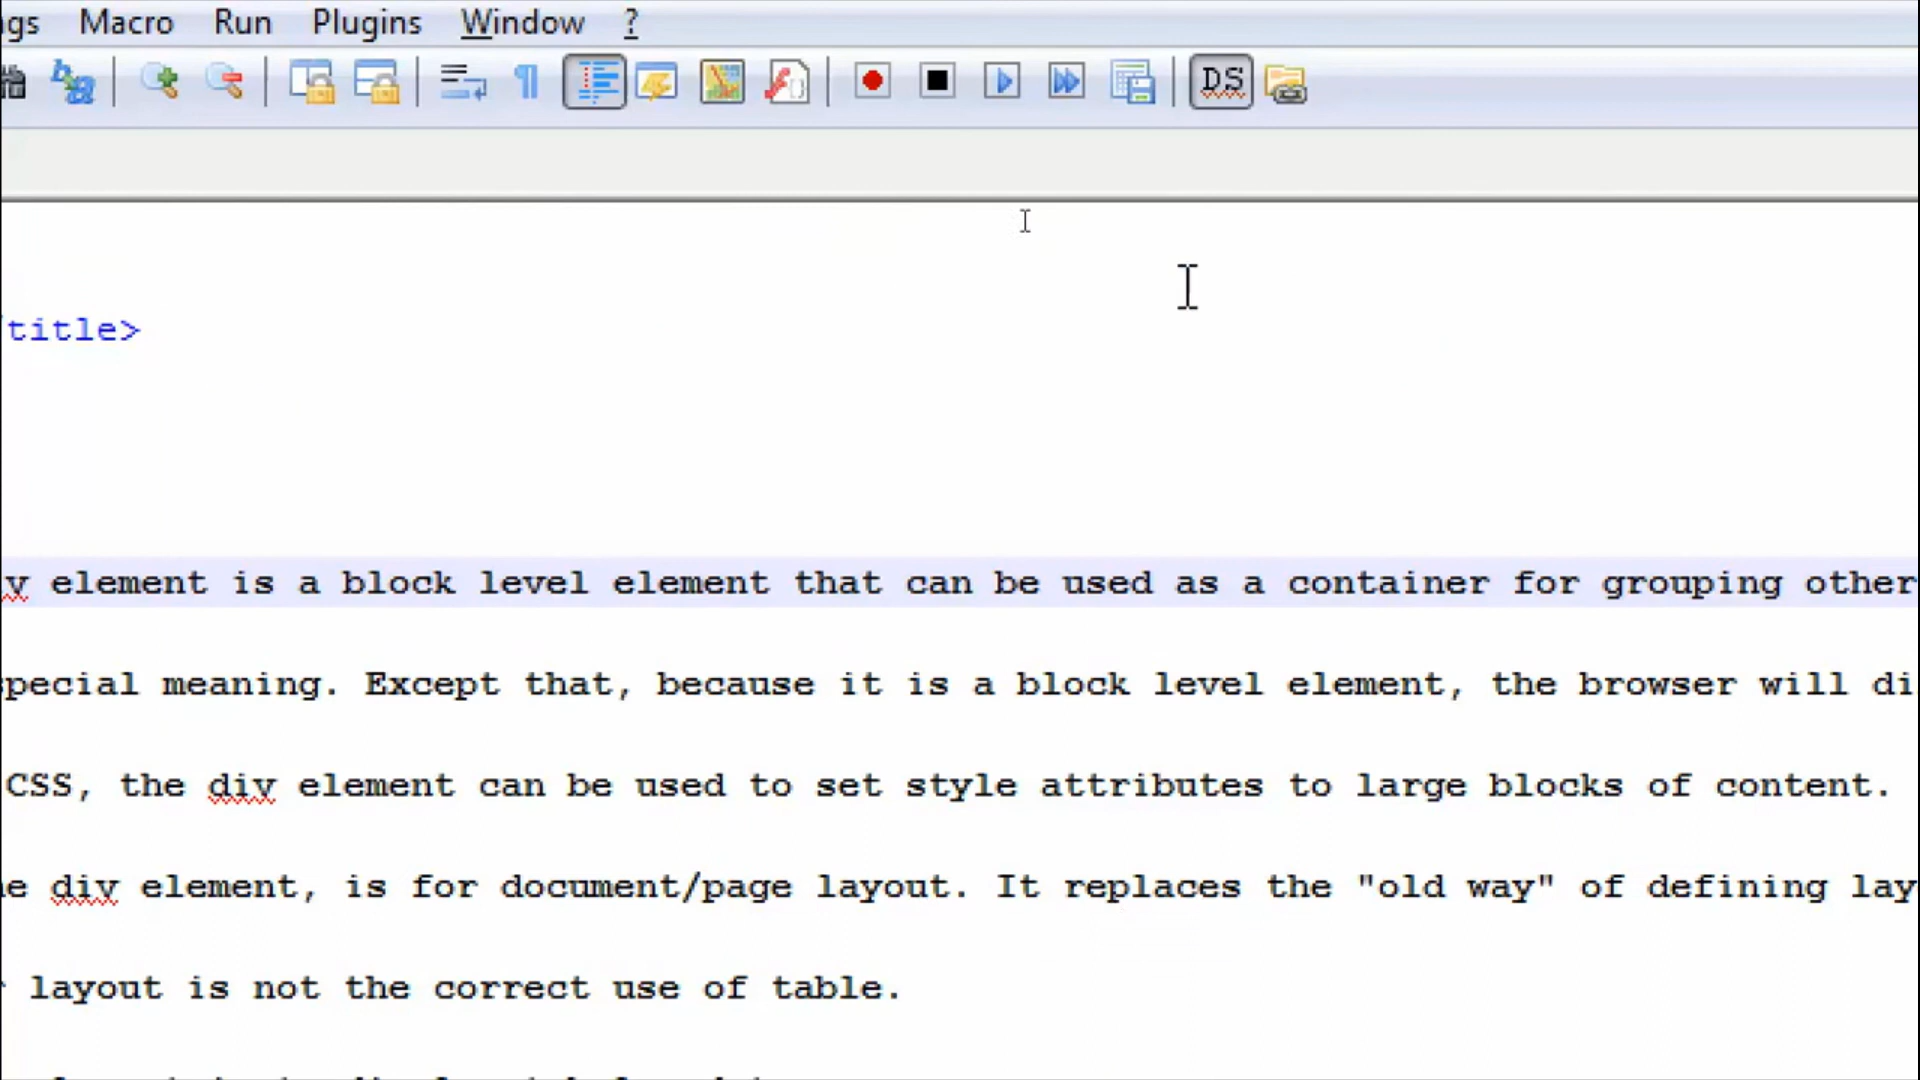 Macro Run Plugins Window ?
DS
title>
element is a block level element that can be used as a container for grouping other
special meaning. Except that, because it is a block level element, the browser will di
CSS, the div element can be used to set style attributes to large blocks of content.
div element, is for document/page layout. It replaces the "old way" of defining lay
layout is not the correct use of table.